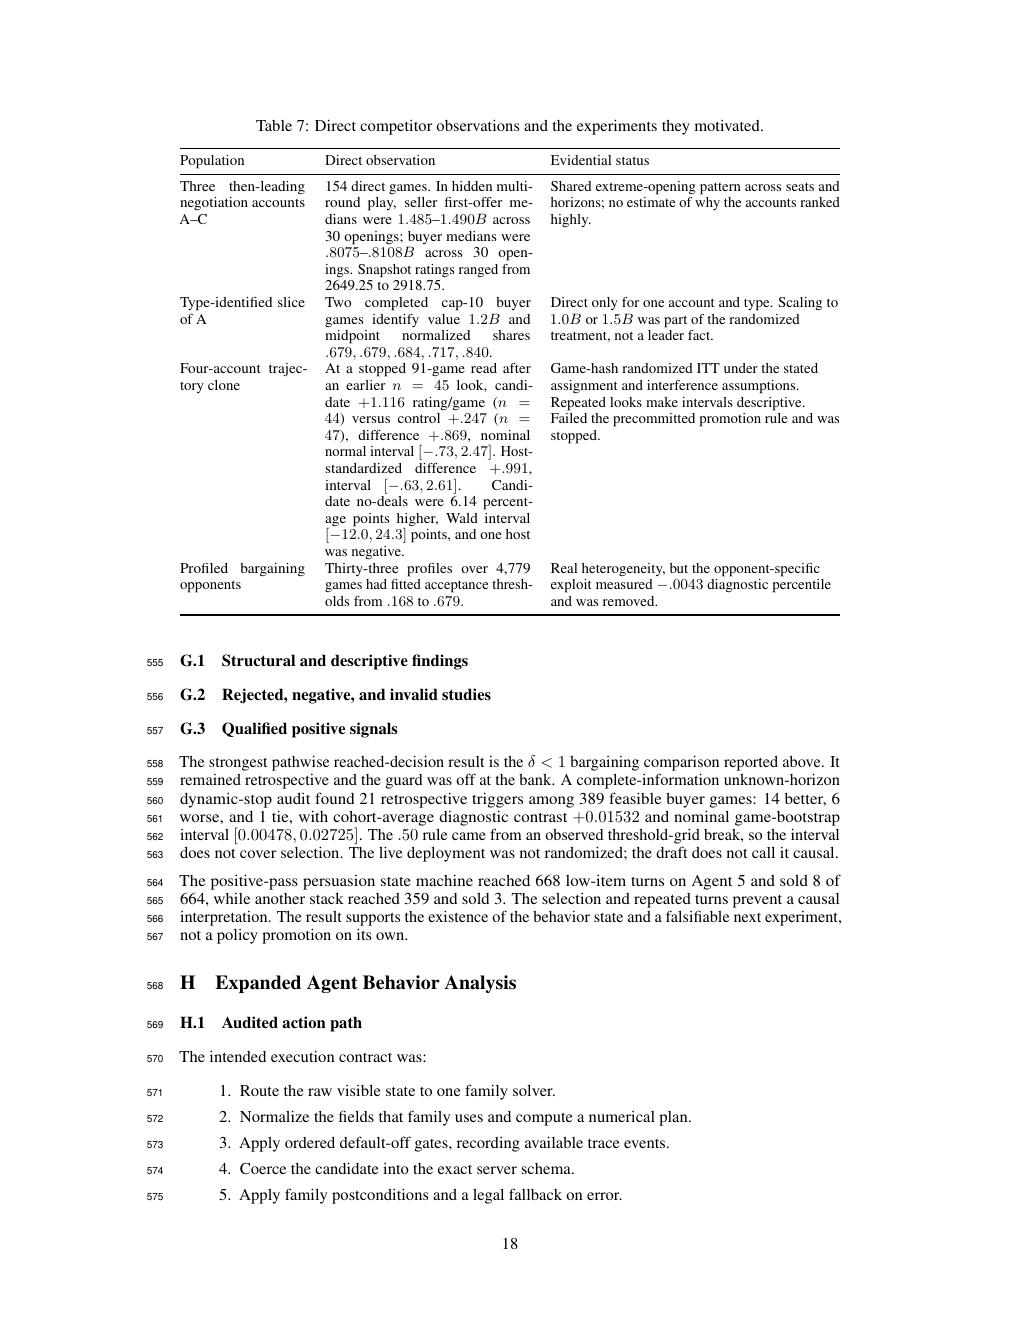 Table 7: Direct competitor observations and the experiments they motivated.
Population Direct observation Evidential status
Three then-leading negotiation accounts A–C
154 direct games. In hidden multi-
round play, seller first-offer me-
dians were 1.485–1.490B across
30 openings; buyer medians were
.8075–.8108B across 30 open-
ings. Snapshot ratings ranged from
2649.25 to 2918.75.
Shared extreme-opening pattern across seats and
horizons; no estimate of why the accounts ranked
highly.
Type-identified slice
of A
Two completed cap-10 buyer
games identify value 1.2B and
midpoint normalized shares
.679, .679, .684, .717, .840.
Direct only for one account and type. Scaling to
1.0B or 1.5B was part of the randomized
treatment, not a leader fact.
Four-account trajec-
tory clone
At a stopped 91-game read after
an earlier n = 45 look, candi-
date +1.116 rating/game (n =
44) versus control +.247 (n =
47), difference +.869, nominal
normal interval [−.73, 2.47]. Host-
standardized difference +.991,
interval [−.63, 2.61]. Candi-
date no-deals were 6.14 percent-
age points higher, Wald interval
[−12.0, 24.3] points, and one host
was negative.
Game-hash randomized ITT under the stated
assignment and interference assumptions.
Repeated looks make intervals descriptive.
Failed the precommitted promotion rule and was
stopped.
Profiled bargaining
opponents
Thirty-three profiles over 4,779
games had fitted acceptance thresh-
olds from .168 to .679.
Real heterogeneity, but the opponent-specific
exploit measured −.0043 diagnostic percentile
and was removed.
555 G.1 Structural and descriptive findings
556 G.2 Rejected, negative, and invalid studies
557 G.3 Qualified positive signals
558 The strongest pathwise reached-decision result is the δ < 1 bargaining comparison reported above. It
559 remained retrospective and the guard was off at the bank. A complete-information unknown-horizon
560 dynamic-stop audit found 21 retrospective triggers among 389 feasible buyer games: 14 better, 6
561 worse, and 1 tie, with cohort-average diagnostic contrast +0.01532 and nominal game-bootstrap
562 interval [0.00478, 0.02725]. The .50 rule came from an observed threshold-grid break, so the interval
563 does not cover selection. The live deployment was not randomized; the draft does not call it causal.
564 The positive-pass persuasion state machine reached 668 low-item turns on Agent 5 and sold 8 of
565 664, while another stack reached 359 and sold 3. The selection and repeated turns prevent a causal
566 interpretation. The result supports the existence of the behavior state and a falsifiable next experiment,
567 not a policy promotion on its own.
568 H Expanded Agent Behavior Analysis
569 H.1 Audited action path
570 The intended execution contract was:
571 1. Route the raw visible state to one family solver.
572 2. Normalize the fields that family uses and compute a numerical plan.
573 3. Apply ordered default-off gates, recording available trace events.
574 4. Coerce the candidate into the exact server schema.
575 5. Apply family postconditions and a legal fallback on error.
18